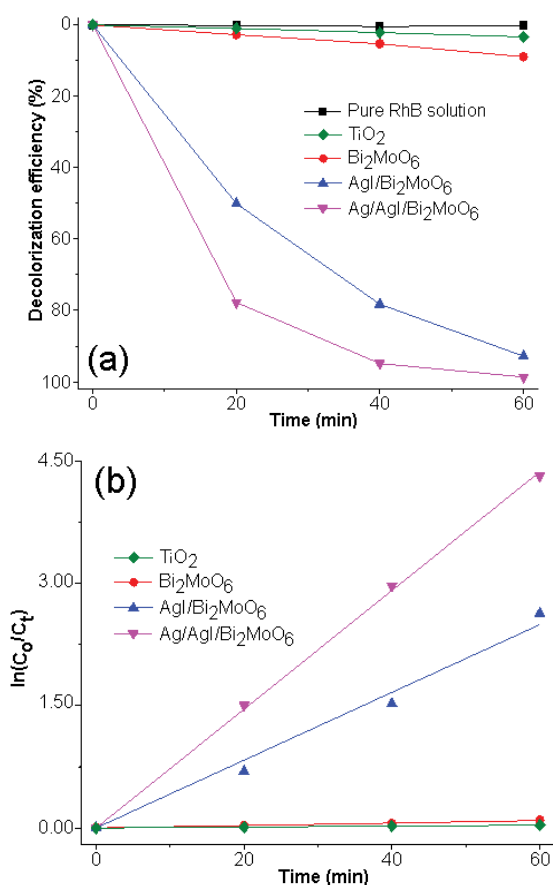 0
20
40
60
80
100
Decolorization efficiency (%)
Pure RhB solution
TiO₂
Bi₂MoO₆
AgI/Bi₂MoO₆
Ag/AgI/Bi₂MoO₆
(a)
0 20 40 60
Time (min)
4.50
3.00
1.50
0.00
ln(Cₒ/Cₜ)
(b)
TiO₂
Bi₂MoO₆
AgI/Bi₂MoO₆
Ag/AgI/Bi₂MoO₆
0 20 40 60
Time (min)